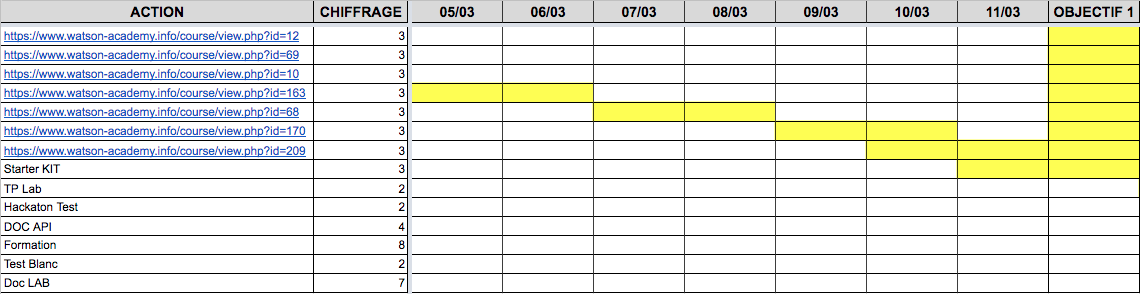 ACTION CHIFFRAGE 05/03 06/03 07/03 08/03 09/03 10/03 11/03 OBJECTIF 1
https://www.watson-academy.info/course/view.php?id=12 3
https://www.watson-academy.info/course/view.php?id=69 3
https://www.watson-academy.info/course/view.php?id=10 3
https://www.watson-academy.info/course/view.php?id=163 3
https://www.watson-academy.info/course/view.php?id=68 3
https://www.watson-academy.info/course/view.php?id=170 3
https://www.watson-academy.info/course/view.php?id=209 3
Starter KIT 3
TP Lab 2
Hackaton Test 2
DOC API 4
Formation 8
Test Blanc 2
Doc LAB 7